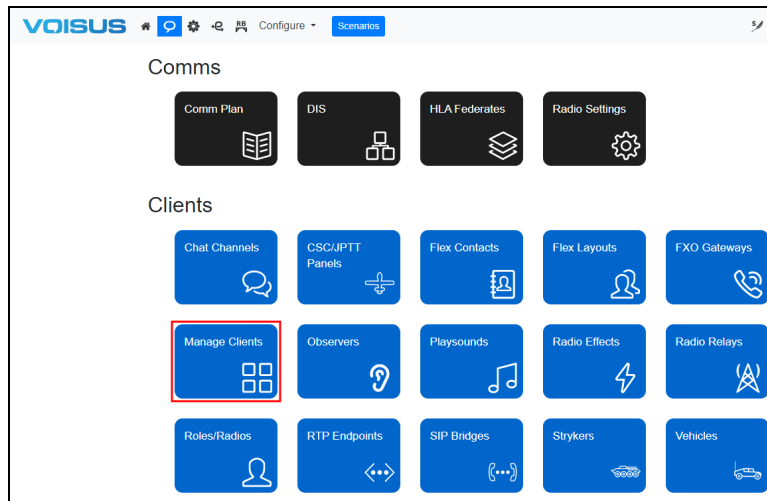 VOISUS RB Configure Scenarios S
Comms
Comm Plan DIS HLA Federates Radio Settings
Clients
Chat Channels CSC/JPTT Panels Flex Contacts Flex Layouts FXO Gateways
Manage Clients Observers Playsounds Radio Effects Radio Relays
Roles/Radios RTP Endpoints SIP Bridges Strykers Vehicles